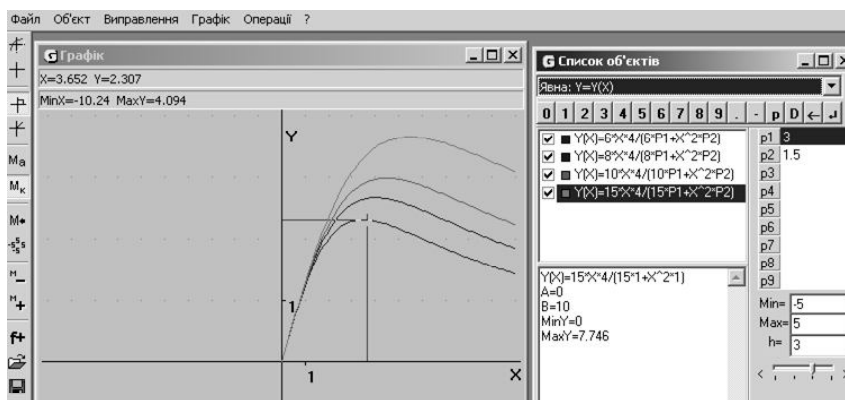 Файл Об'єкт Виправлення Графік Операції ?
Графік
X=3.652 Y=2.307
MinX=-10.24 MaxY=4.094
Y
1
1
X
Ma
Mк
M
-5 5 5 -5
M
M
f+
Список об'єктів
Явна: Y=Y(X)
0 1 2 3 4 5 6 7 8 9 . - p D
Y(X)=6*X*4/(6*P1+X^2*P2)
Y(X)=8*X*4/(8*P1+X^2*P2)
Y(X)=10*X*4/(10*P1+X^2*P2)
Y(X)=15*X*4/(15*P1+X^2*P2)
p1 3
p2 1.5
p3
p4
p5
p6
p7
p8
p9
Y(X)=15*X*4/(15*1+X^2*1)
A=0
B=10
MinY=0
MaxY=7.746
Min= -5
Max= 5
h= 3